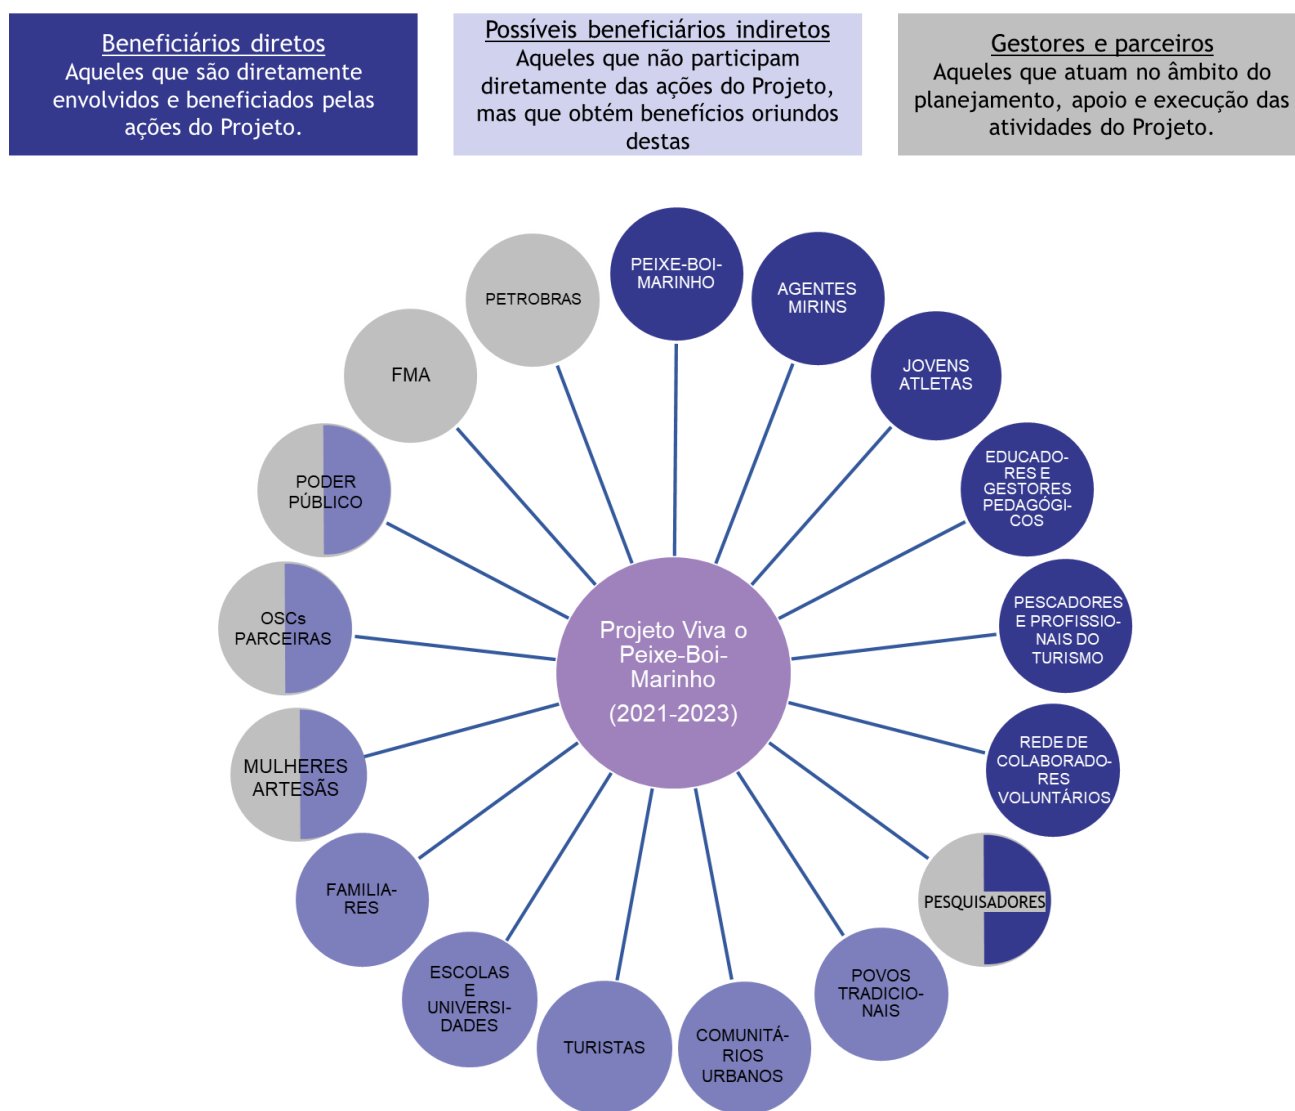 Beneficiários diretos
Aqueles que são diretamente
envolvidos e beneficiados pelas
ações do Projeto.
Possíveis beneficiários indiretos
Aqueles que não participam
diretamente das ações do Projeto,
mas que obtém benefícios oriundos
destas
Gestores e parceiros
Aqueles que atuam no âmbito do
planejamento, apoio e execução das
atividades do Projeto.
PEIXE-BOI-
MARINHO
AGENTES
MIRINS
JOVENS
ATLETAS
EDUCADO-
RES E
GESTORES
PEDAGÓGI-
COS
PESCADORES
E PROFISSIO-
NAIS DO
TURISMO
REDE DE
COLABORADO-
RES
VOLUNTÁRIOS
PESQUISADORES
POVOS
TRADICIO-
NAIS
COMUNITÁ-
RIOS
URBANOS
TURISTAS
ESCOLAS
E
UNIVERSI-
DADES
FAMILIA-
RES
MULHERES
ARTESÃS
OSCs
PARCEIRAS
PODER
PÚBLICO
FMA
PETROBRAS
Projeto Viva o
Peixe-Boi-
Marinho
(2021-2023)